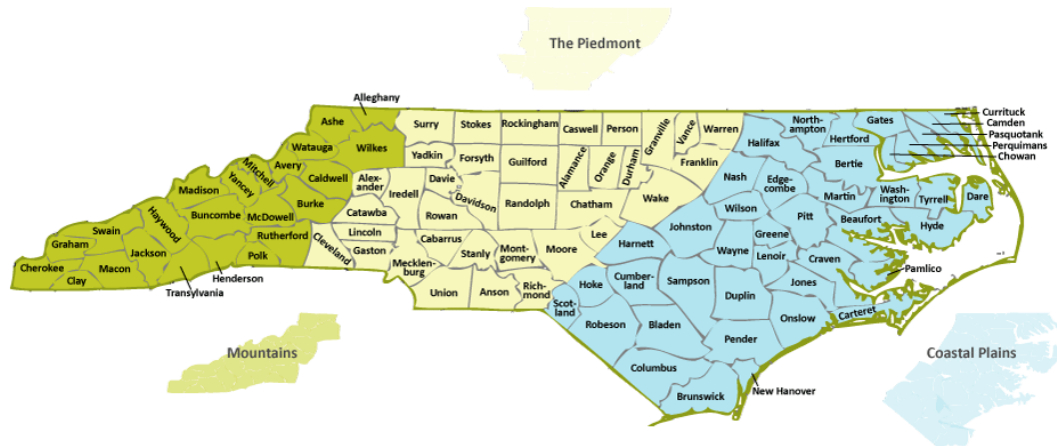 The Piedmont
Alleghany
Ashe
Surry
Stokes
Rockingham
Caswell
Person
Granville
Vance
Warren
North-
ampton
Gates
Currituck
Camden
Pasquotank
Perquimans
Chowan
Watauga
Wilkes
Yadkin
Forsyth
Guilford
Alamance
Orange
Durham
Franklin
Halifax
Hertford
Bertie
Mitchell
Avery
Caldwell
Alex-
ander
Iredell
Davie
Davidson
Randolph
Chatham
Wake
Nash
Edge-
combe
Martin
Wash-
ington
Tyrrell
Dare
Madison
Yancey
Burke
Catawba
Rowan
Wilson
Pitt
Beaufort
Hyde
Haywood
Buncombe
McDowell
Lincoln
Swain
Rutherford
Cleveland
Gaston
Cabarrus
Stanly
Mont-
gomery
Moore
Lee
Harnett
Johnston
Wayne
Greene
Lenoir
Craven
Pamlico
Graham
Jackson
Polk
Mecklen-
burg
Cherokee
Macon
Clay
Transylvania
Henderson
Union
Anson
Rich-
mond
Scot-
land
Hoke
Cumber-
land
Sampson
Duplin
Jones
Onslow
Carteret
Robeson
Bladen
Pender
Columbus
Brunswick
New Hanover
Mountains
Coastal Plains